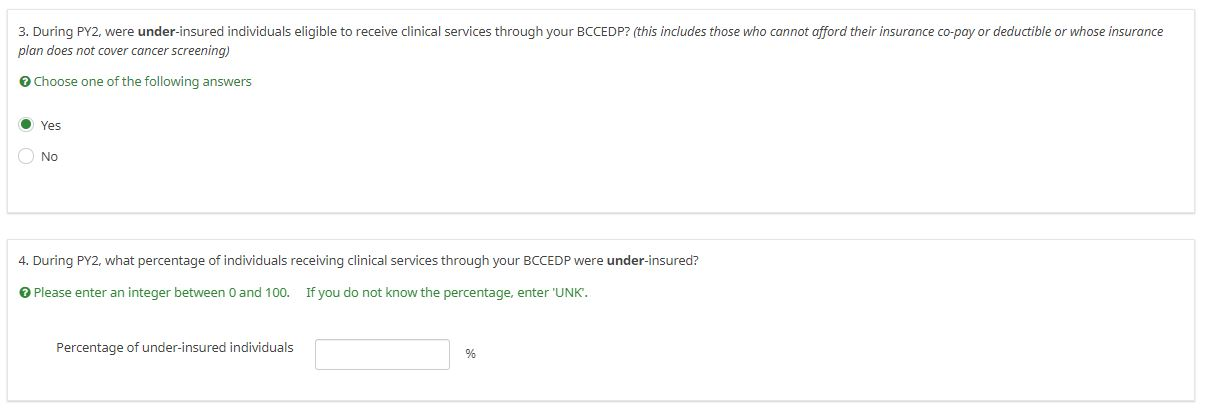 3. During PY2, were under-insured individuals eligible to receive clinical services through your BCCEDP? (this includes those who cannot afford their insurance co-pay or deductible or whose insurance
plan does not cover cancer screening)
Choose one of the following answers
Yes
No
4. During PY2, what percentage of individuals receiving clinical services through your BCCEDP were under-insured?
Please enter an integer between 0 and 100. If you do not know the percentage, enter 'UNK'.
Percentage of under-insured individuals %